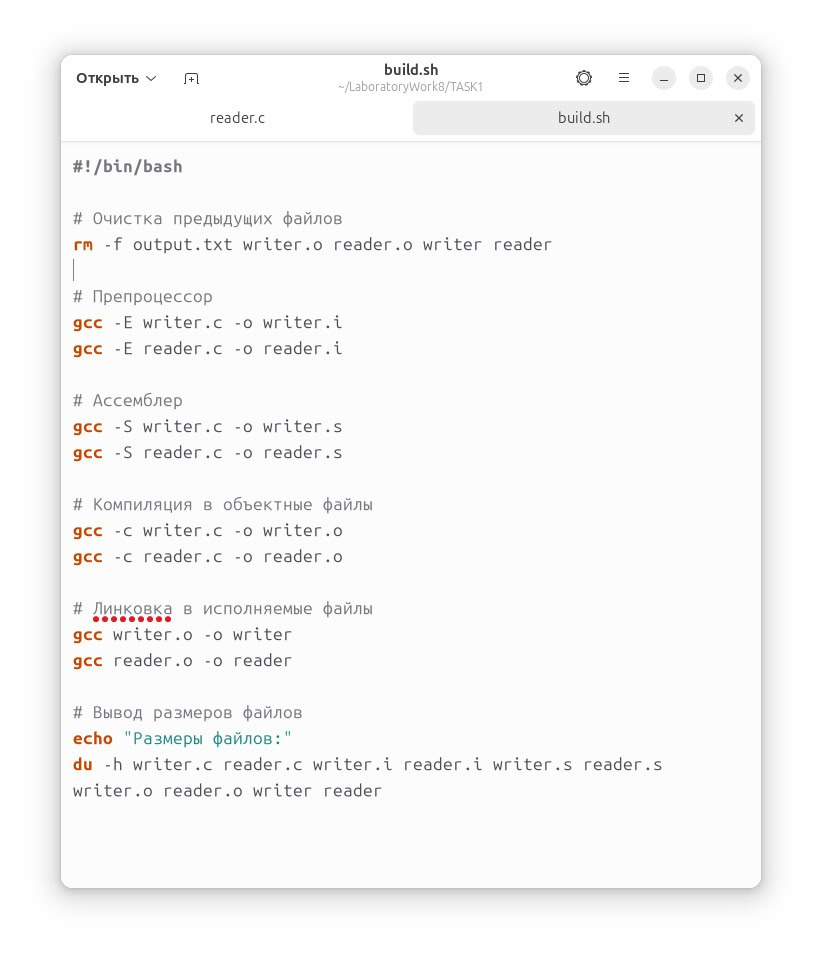 Открыть
build.sh
~/LaboratoryWork8/TASK1
reader.c
build.sh
#!/bin/bash
# Очистка предыдущих файлов
rm -f output.txt writer.o reader.o writer reader
# Препроцессор
gcc -E writer.c -o writer.i
gcc -E reader.c -o reader.i
# Ассемблер
gcc -S writer.c -o writer.s
gcc -S reader.c -o reader.s
# Компиляция в объектные файлы
gcc -c writer.c -o writer.o
gcc -c reader.c -o reader.o
# Линковка в исполняемые файлы
gcc writer.o -o writer
gcc reader.o -o reader
# Вывод размеров файлов
echo "Размеры файлов:"
du -h writer.c reader.c writer.i reader.i writer.s reader.s
writer.o reader.o writer reader